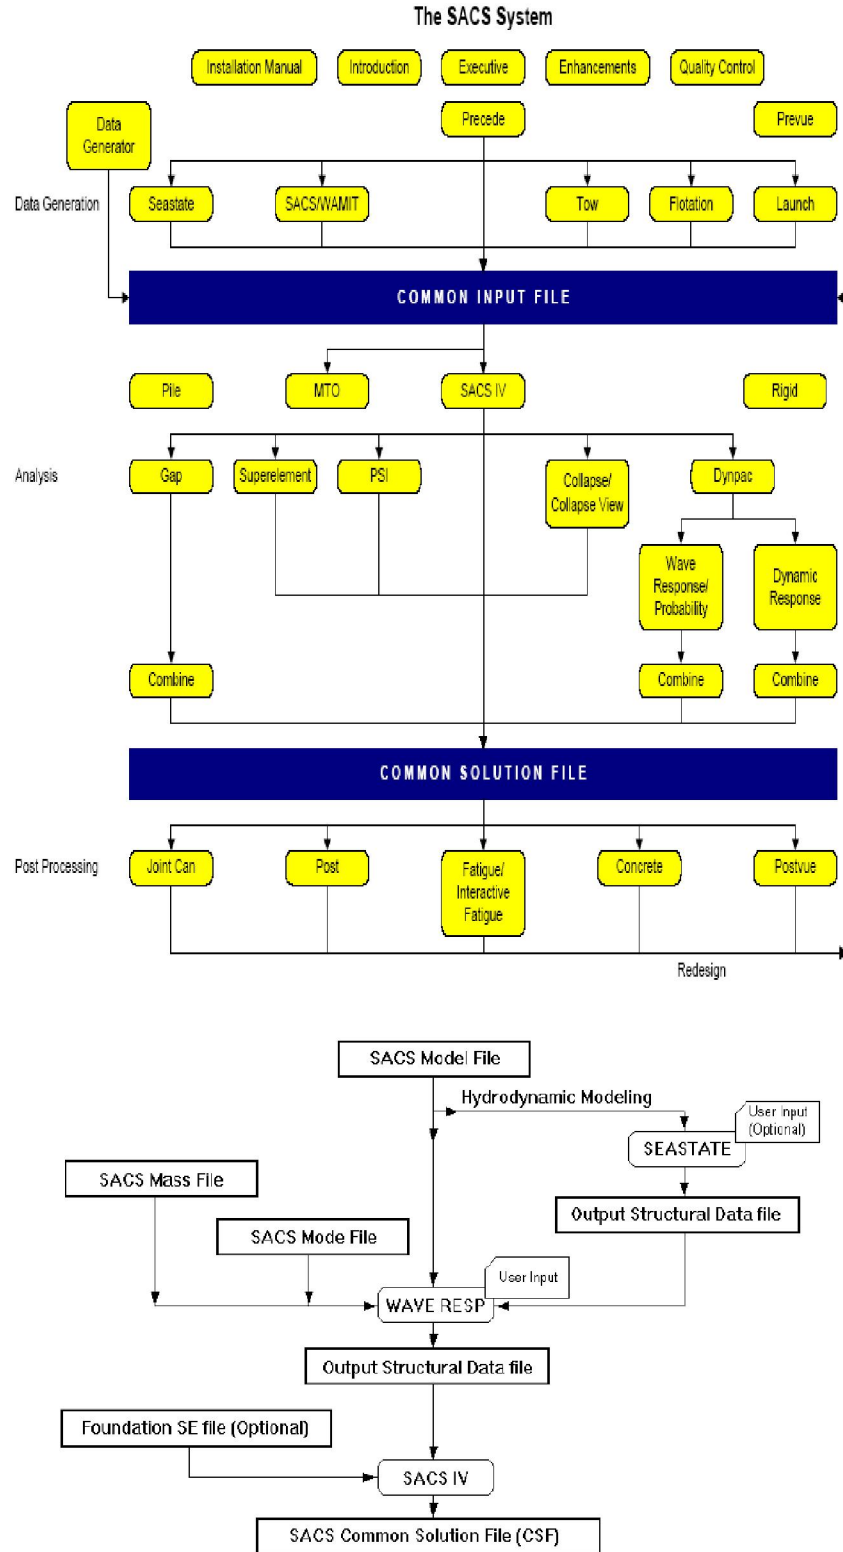 The SACS System
Installation Manual
Introduction
Executive
Enhancements
Quality Control
Data
Generator
Precede
Prevue
Data Generation
Seastate
SACS/WAMIT
Tow
Flotation
Launch
COMMON INPUT FILE
Pile
MTO
SACS IV
Rigid
Analysis
Gap
Superelement
PSI
Collapse/
Collapse View
Dynpac
Wave
Response/
Probability
Dynamic
Response
Combine
Combine
Combine
COMMON SOLUTION FILE
Post Processing
Joint Can
Post
Fatigue/
Interactive
Fatigue
Concrete
Postvue
Redesign
SACS Model File
Hydrodynamic Modeling
User Input
(Optional)
SEASTATE
SACS Mass File
Output Structural Data file
SACS Mode File
User Input
WAVE RESP
Output Structural Data file
Foundation SE file (Optional)
SACS IV
SACS Common Solution File (CSF)